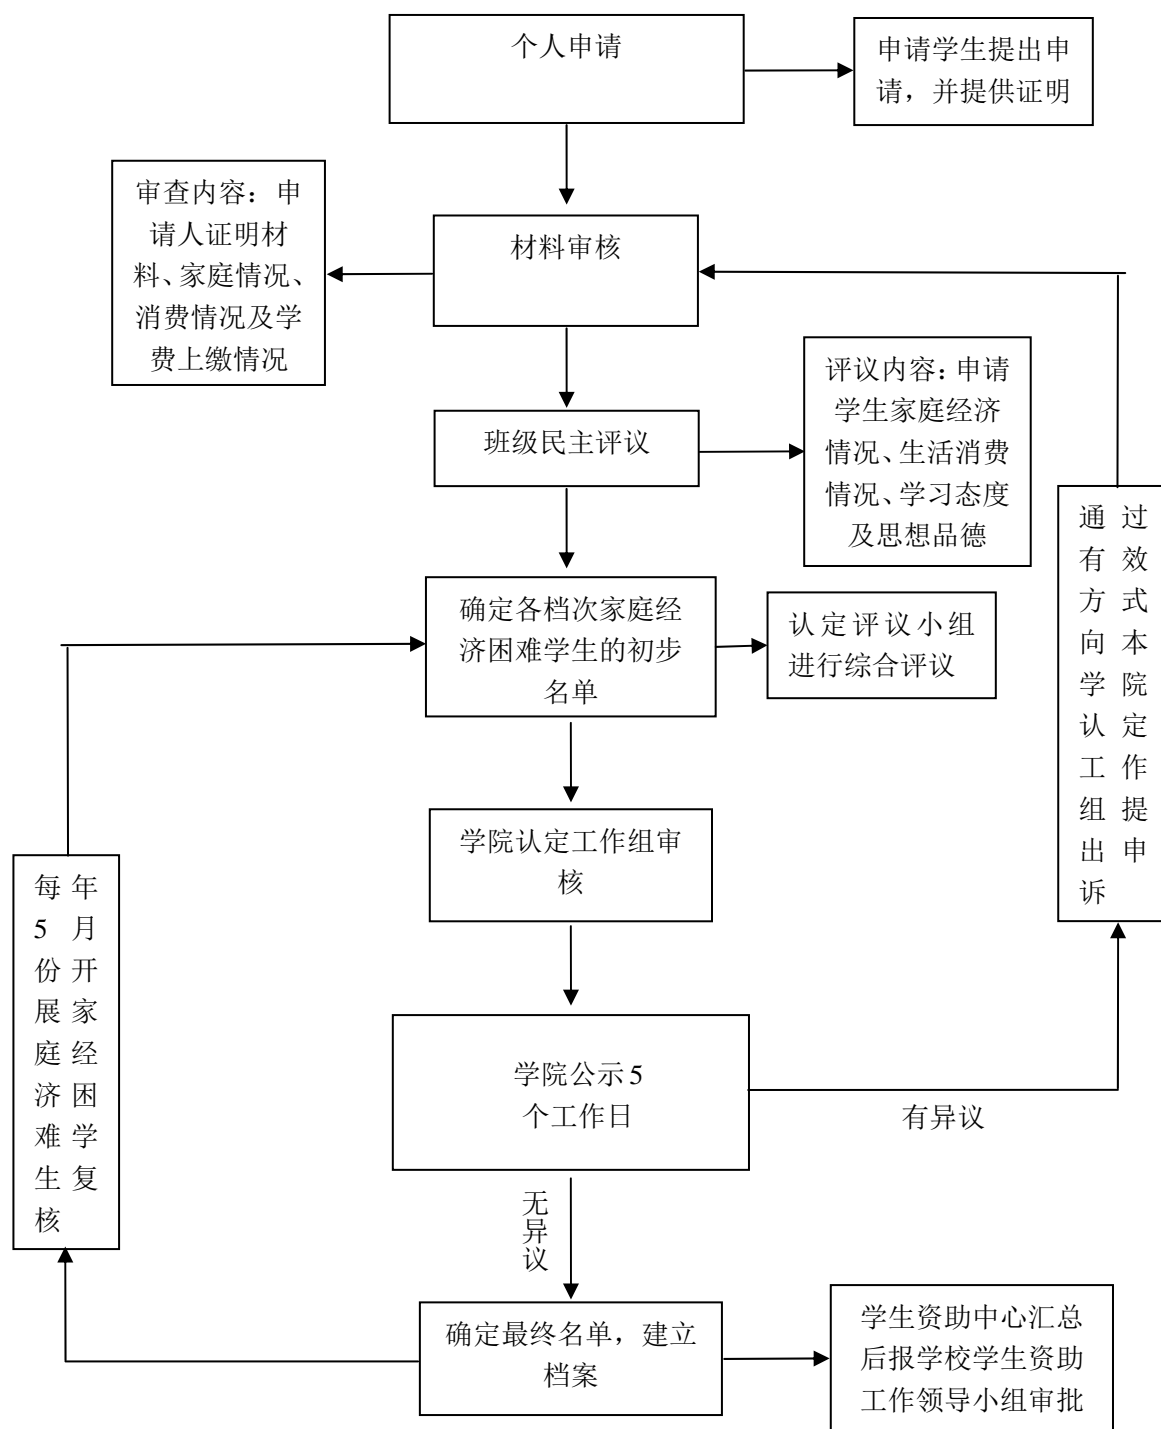 个人申请
申请学生提出申
请，并提供证明
审查内容：申
请人证明材
料、家庭情况、
消费情况及学
费上缴情况
材料审核
评议内容：申请
学生家庭经济
情况、生活消费
情况、学习态度
及思想品德
班级民主评议
确定各档次家庭经
济困难学生的初步
名单
认定评议小组
进行综合评议
通过
有效
方式
向本
学院
认定
工作
组提
出申
诉
学院认定工作组审
核
每年
5月
份开
展家
庭经
济困
难学
生复
核
学院公示5
个工作日
有异议
无
异
议
确定最终名单，建立
档案
学生资助中心汇总
后报学校学生资助
工作领导小组审批